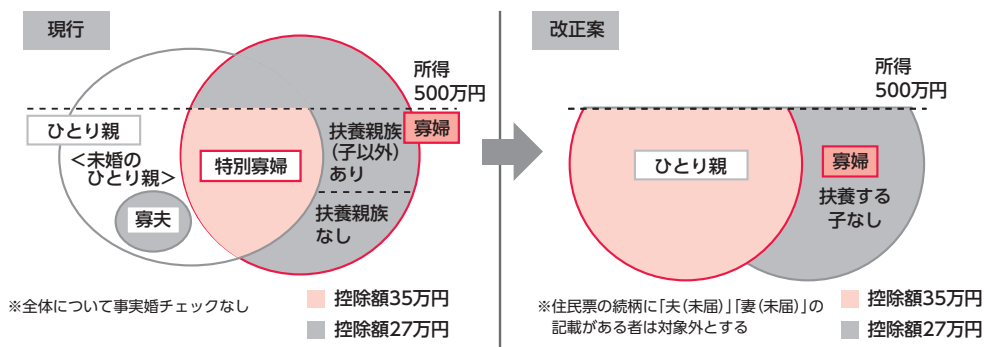 現行
所得
500万円
ひとり親
<未婚の
ひとり親>
寡夫
特別寡婦
寡婦
扶養親族
(子以外)
あり
扶養親族
なし
※全体について事実婚チェックなし
控除額35万円
控除額27万円
改正案
所得
500万円
ひとり親
寡婦
扶養する
子なし
※住民票の続柄に「夫(未届)」「妻(未届)」の
記載がある者は対象外とする
控除額35万円
控除額27万円